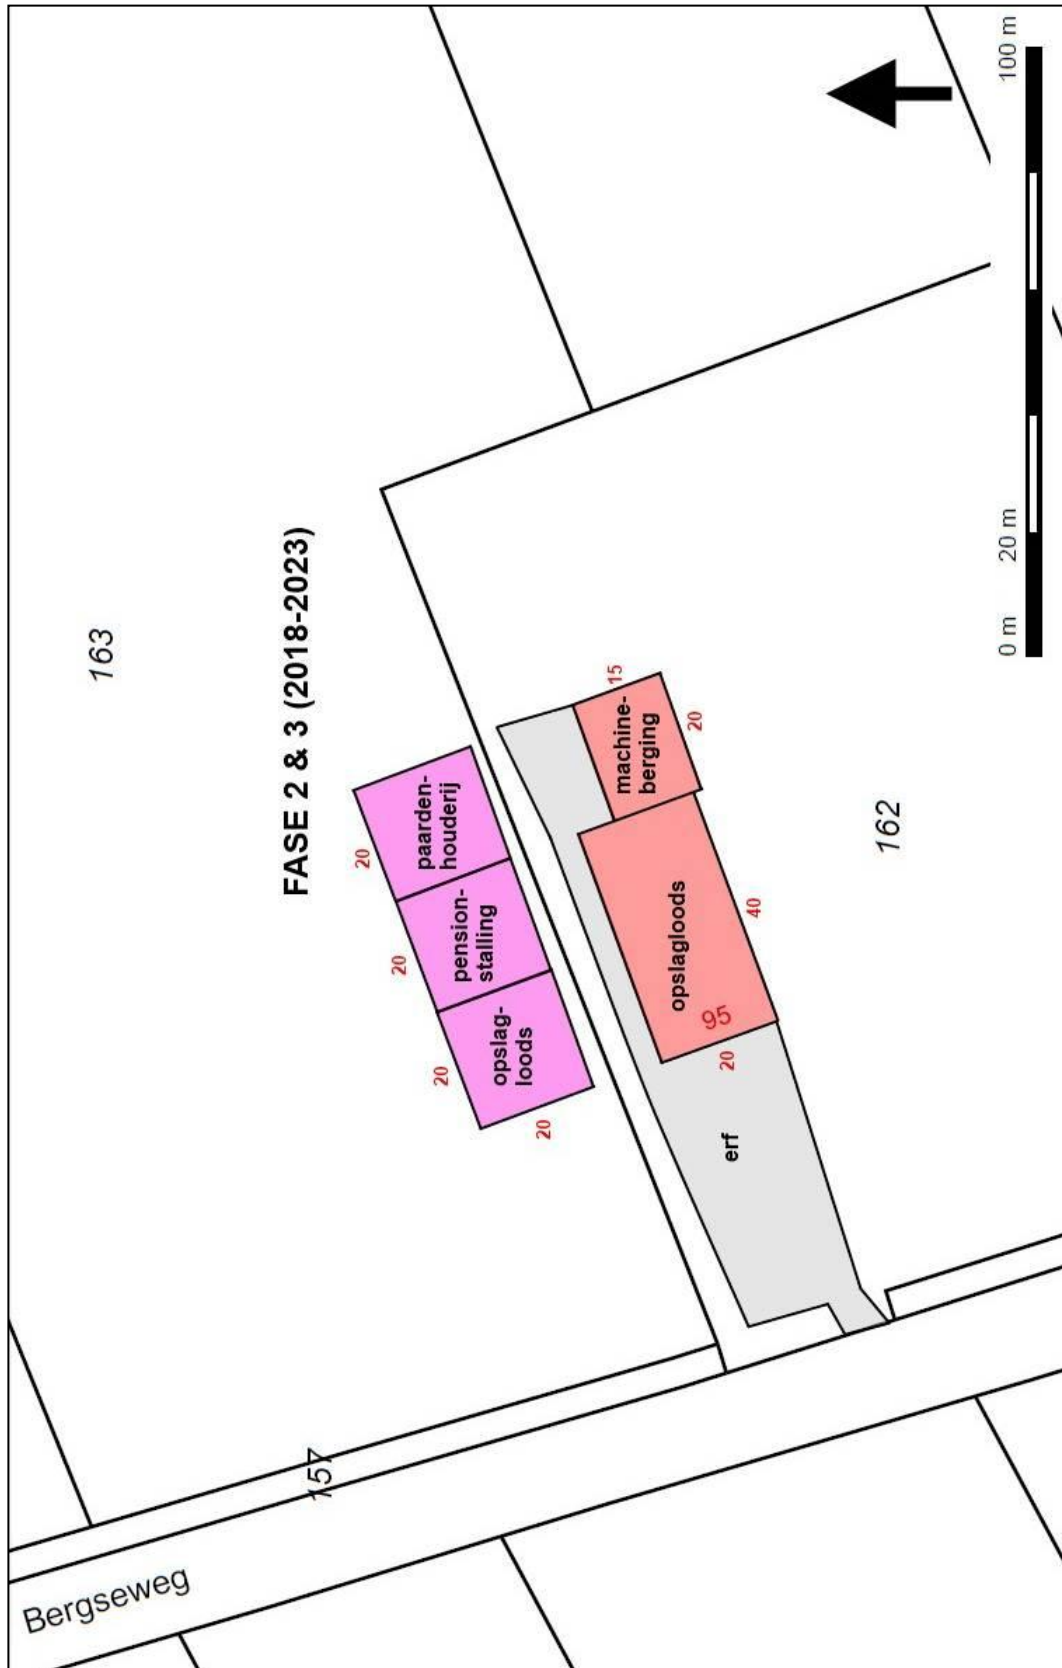 163
FASE 2 & 3 (2018-2023)
20
paarden-
houderij
20
pension-
stalling
20
opslag-
loods
20
15
machine-
berging
20
opslagloods
40
95
20
erf
162
157
Bergseweg
0 m
20 m
100 m